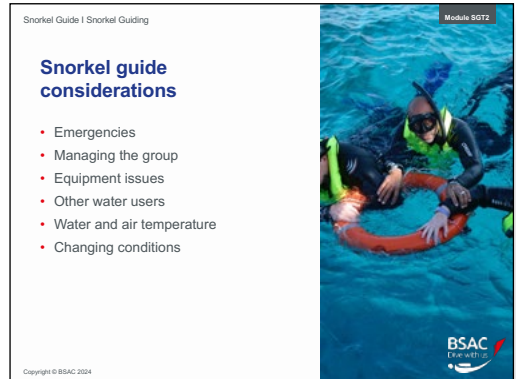 Snorkel Guide I Snorkel Guiding
Module SGT2
Snorkel guide
considerations
• Emergencies
• Managing the group
• Equipment issues
• Other water users
• Water and air temperature
• Changing conditions
BSAC
Dive with us
Copyright © BSAC 2024